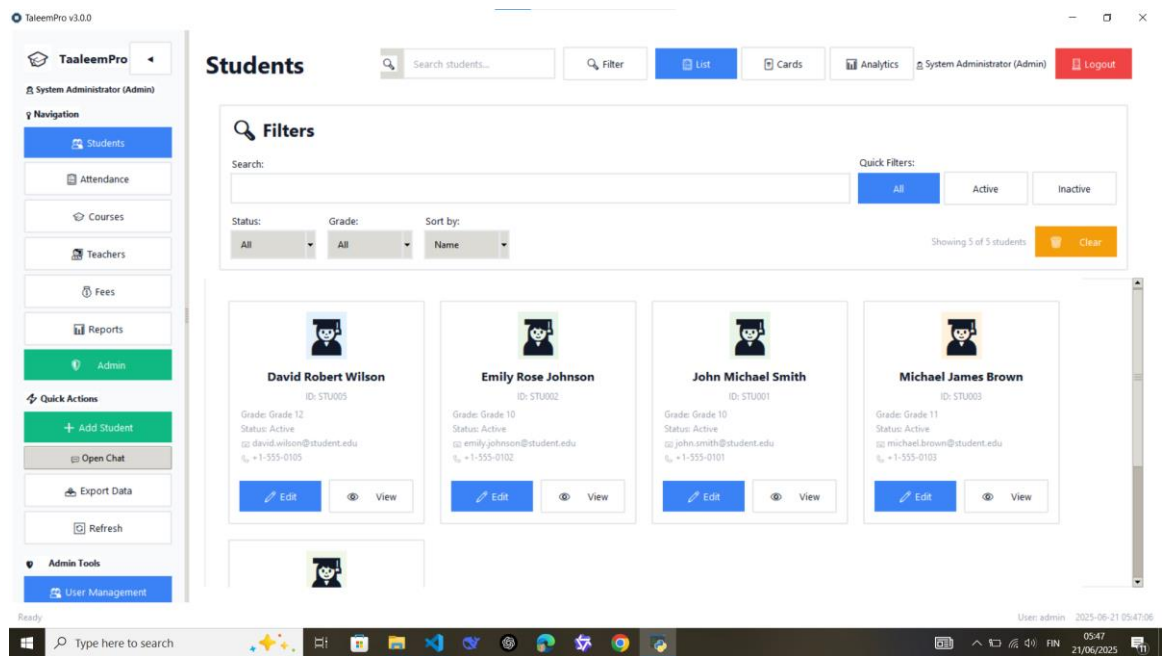 TaleemPro v3.0.0
TaaleemPro
System Administrator (Admin)
Navigation
Students
Attendance
Courses
Teachers
Fees
Reports
Admin
Quick Actions
Add Student
Open Chat
Export Data
Refresh
Admin Tools
User Management
Students
Search students...
Filter
List
Cards
Analytics
System Administrator (Admin)
Logout
Filters
Search:
Quick Filters:
All
Active
Inactive
Status:
Grade:
Sort by:
All
All
Name
Showing 5 of 5 students
Clear
David Robert Wilson
ID: STU005
Grade: Grade 12
Status: Active
david.wilson@student.edu
+1-555-0105
Edit
View
Emily Rose Johnson
ID: STU002
Grade: Grade 10
Status: Active
emily.johnson@student.edu
+1-555-0102
Edit
View
John Michael Smith
ID: STU001
Grade: Grade 10
Status: Active
john.smith@student.edu
+1-555-0101
Edit
View
Michael James Brown
ID: STU003
Grade: Grade 11
Status: Active
michael.brown@student.edu
+1-555-0103
Edit
View
Ready
User: admin
2025-06-21 05:47:06
Type here to search
FIN
05:47
21/06/2025
11